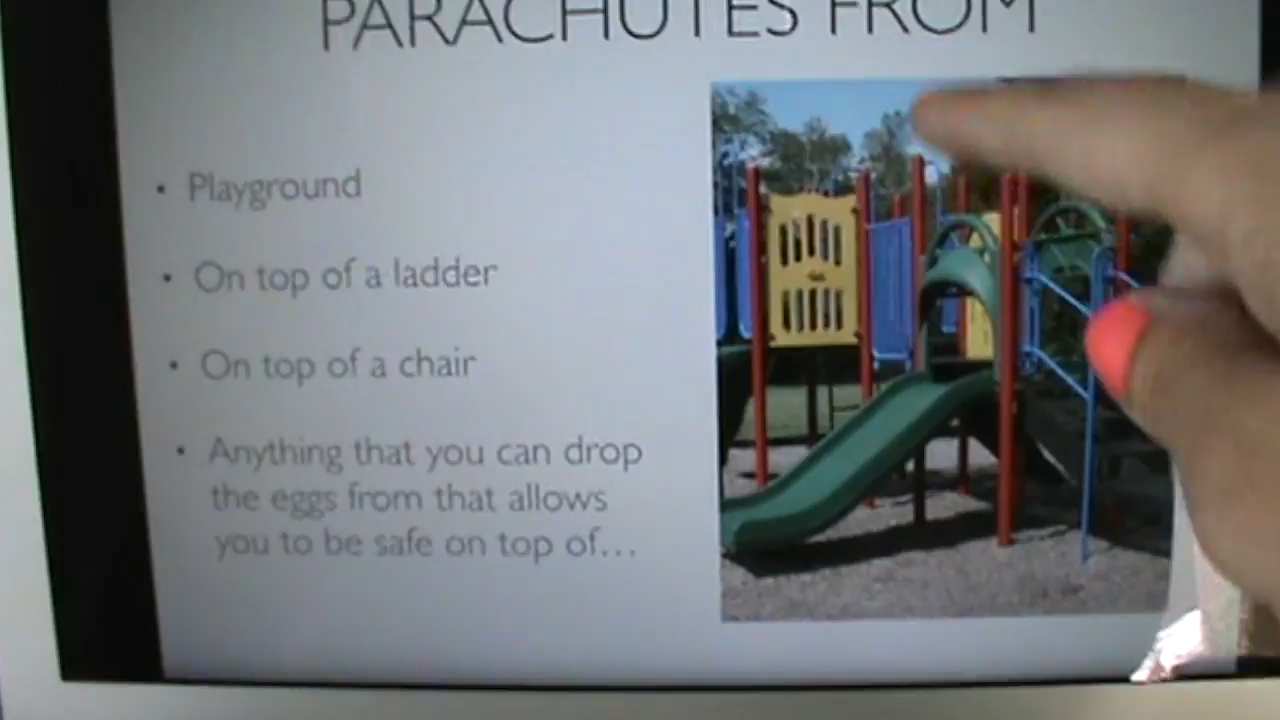 PARACHUTES FROM
• Playground
• On top of a ladder
• On top of a chair
• Anything that you can drop
the eggs from that allows
you to be safe on top of...